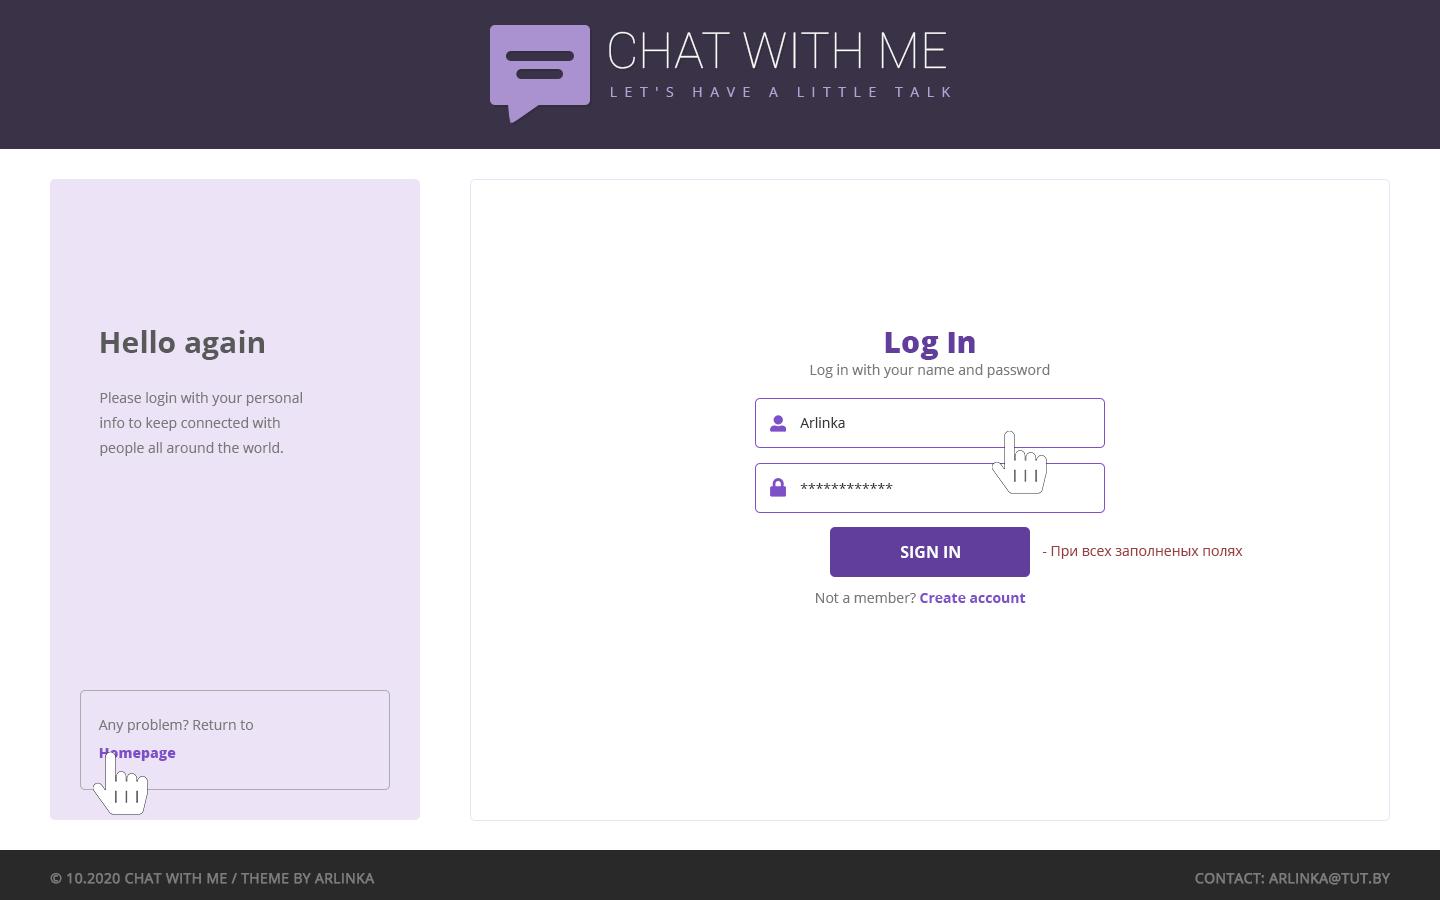 CHAT WITH ME
LET'S HAVE A LITTLE TALK
Hello again
Please login with your personal
info to keep connected with
people all around the world.
Any problem? Return to
Homepage
Log In
Log in with your name and password
Arlinka
************
SIGN IN
- При всех заполненых полях
Not a member? Create account
© 10.2020 CHAT WITH ME / THEME BY ARLINKA
CONTACT: ARLINKA@TUT.BY